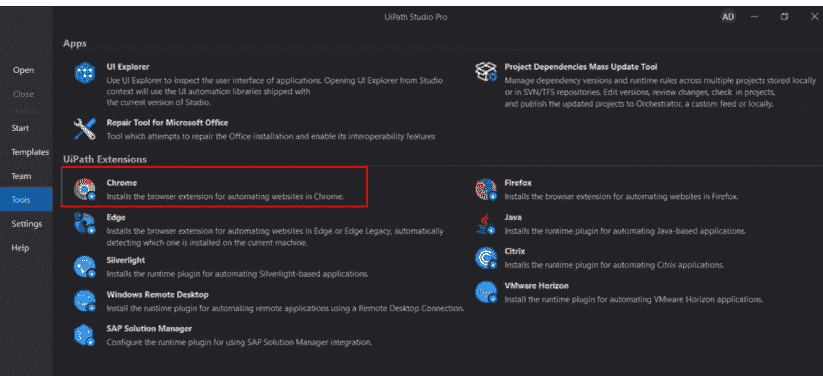 UiPath Studio Pro
AD
Open
Close
Start
Templates
Team
Tools
Settings
Help
Apps
UI Explorer
Use UI Explorer to inspect the user interface of applications. Opening UI Explorer from Studio
context will use the UI automation libraries shipped with
the current version of Studio.
Repair Tool for Microsoft Office
Tool which attempts to repair the Office installation and enable its interoperability features
Project Dependencies Mass Update Tool
Manage dependency versions and runtime rules across multiple projects stored locally
or in SVN/TFS repositories. Edit versions, review changes, check in projects,
and publish the updated projects to Orchestrator, a custom feed or locally.
UiPath Extensions
Chrome
Installs the browser extension for automating websites in Chrome.
Edge
Installs the browser extension for automating websites in Edge or Edge Legacy, automatically
detecting which one is installed on the current machine.
Silverlight
Installs the runtime plugin for automating Silverlight-based applications.
Windows Remote Desktop
Install the runtime plugin for automating remote applications using a Remote Desktop Connection.
SAP Solution Manager
Configure the runtime plugin for using SAP Solution Manager integration.
Firefox
Installs the browser extension for automating websites in Firefox.
Java
Installs the runtime plugin for automating Java-based applications.
Citrix
Installs the runtime plugin for automating Citrix applications.
VMware Horizon
Install the runtime plugin for automating VMware Horizon applications.